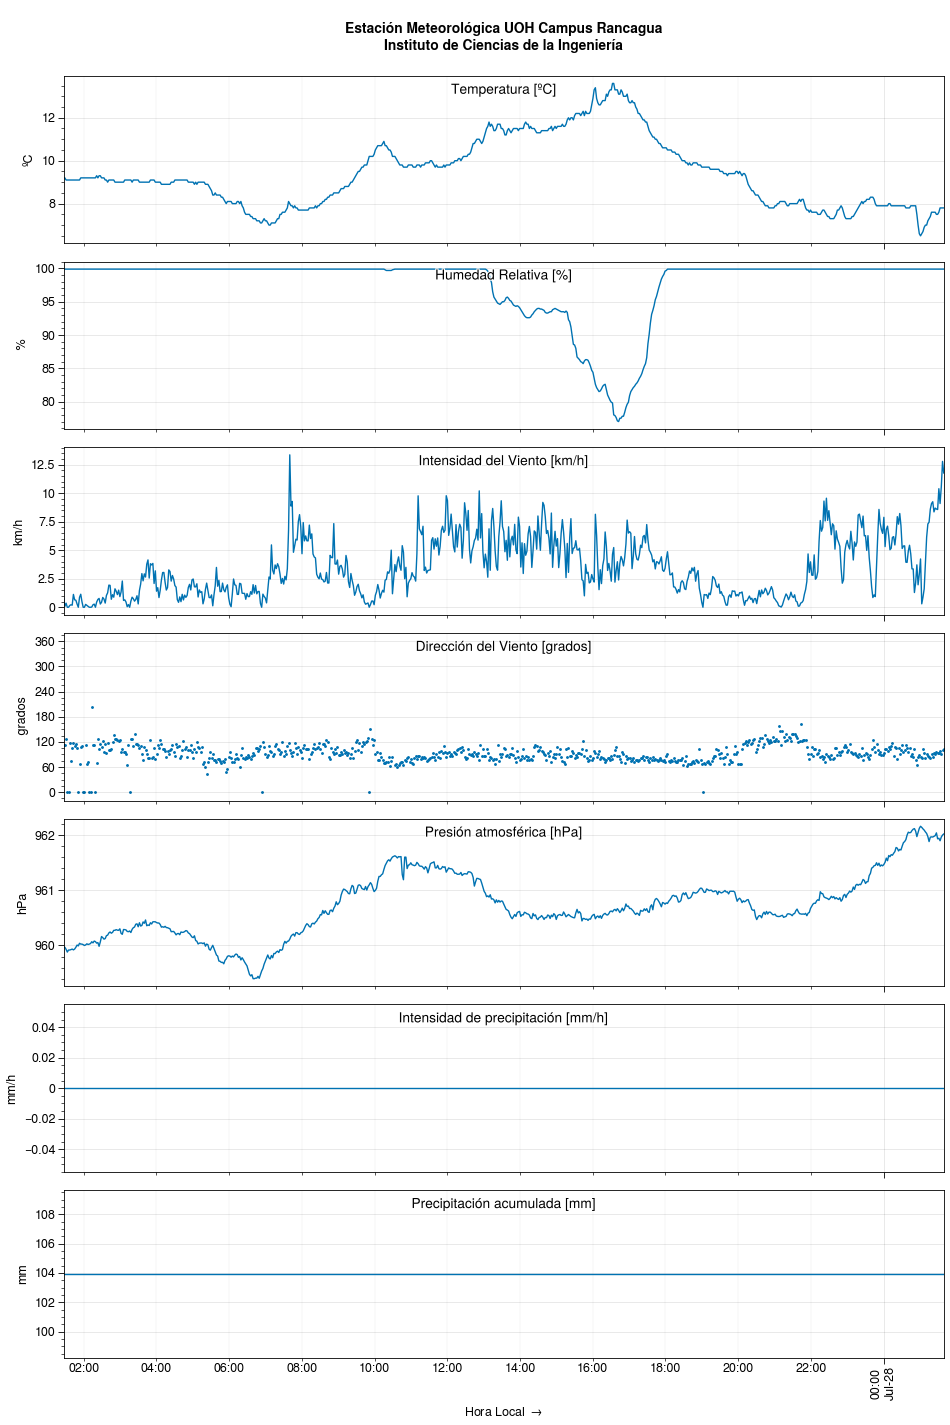 Estación Meteorológica UOH Campus Rancagua
Instituto de Ciencias de la Ingeniería
Temperatura [ºC]
12
10
8
ºC
Humedad Relativa [%]
100
95
90
85
80
%
Intensidad del Viento [km/h]
12.5
10
7.5
5
2.5
0
km/h
Dirección del Viento [grados]
360
300
240
180
120
60
0
grados
Presión atmosférica [hPa]
962
961
960
hPa
Intensidad de precipitación [mm/h]
0.04
0.02
0
−0.02
−0.04
mm/h
Precipitación acumulada [mm]
108
106
104
102
100
mm
02:00 04:00 06:00 08:00 10:00 12:00 14:00 16:00 18:00 20:00 22:00
00:00
Jul-28
Hora Local →